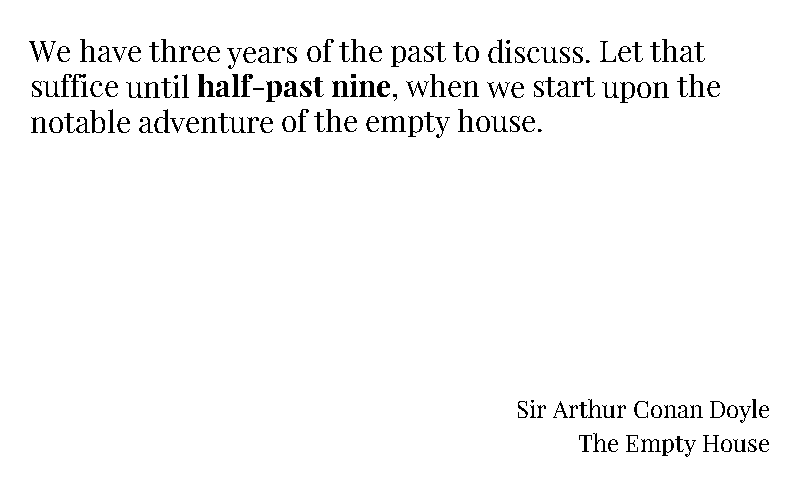 We have three years of the past to discuss. Let that
suffice until half-past nine, when we start upon the
notable adventure of the empty house.
Sir Arthur Conan Doyle
The Empty House